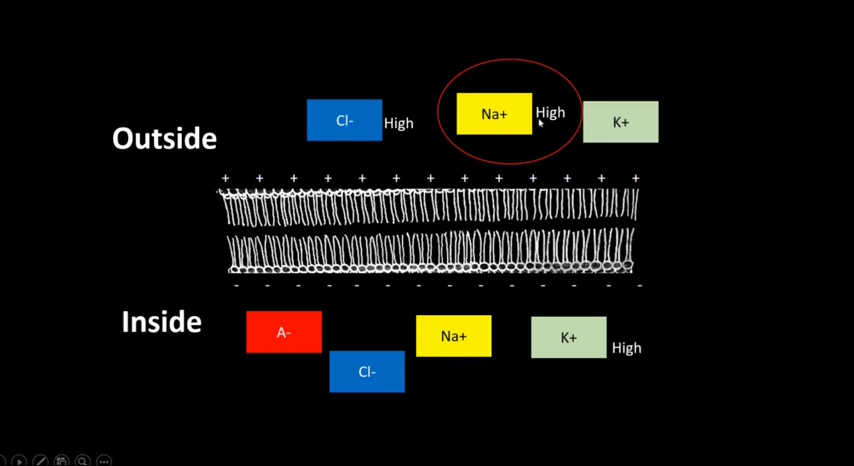 Cl-
High
Na+
High
K+
Outside
+ + + + + + + + + + + + +
- - - - - - - - - - - - - -
Inside
A-
Na+
K+
High
Cl-